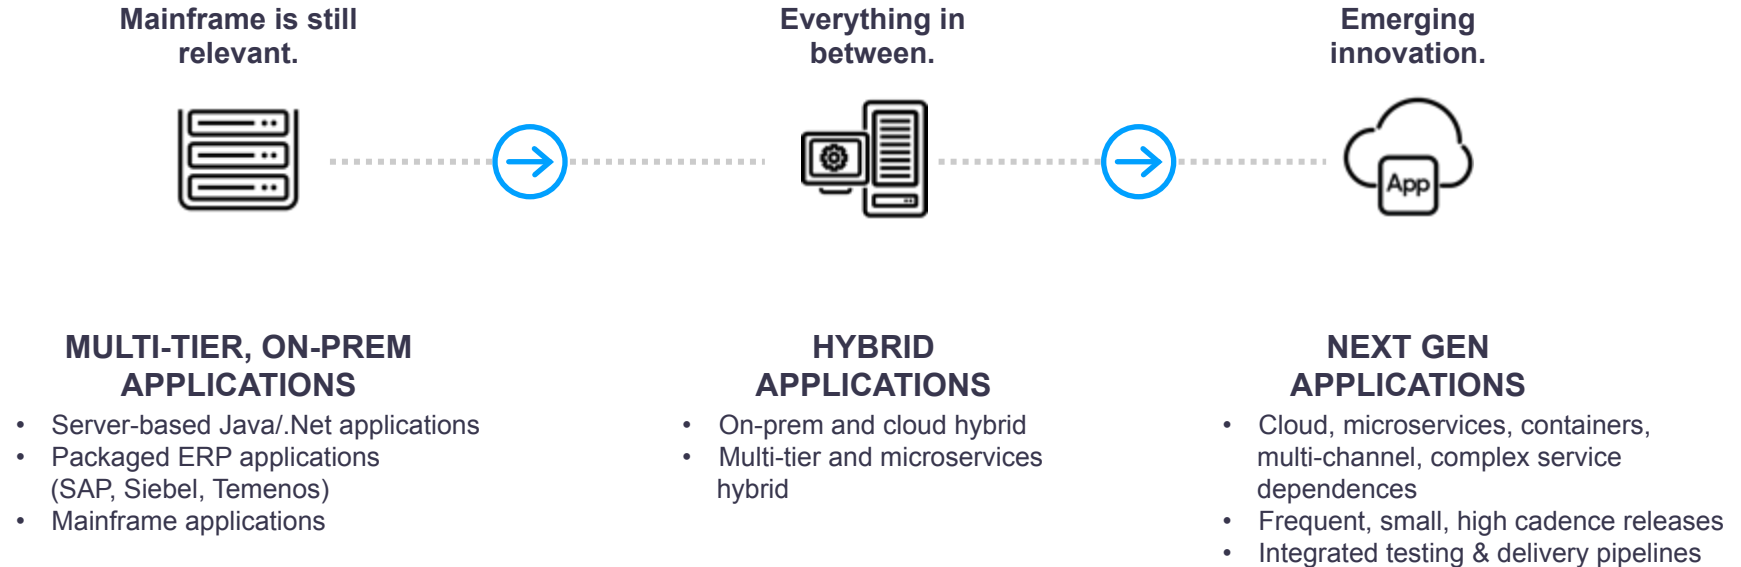 Mainframe is still
relevant.
Everything in
between.
Emerging
innovation.
App
MULTI-TIER, ON-PREM
APPLICATIONS
• Server-based Java/.Net applications
• Packaged ERP applications
(SAP, Siebel, Temenos)
• Mainframe applications
HYBRID
APPLICATIONS
• On-prem and cloud hybrid
• Multi-tier and microservices
hybrid
NEXT GEN
APPLICATIONS
• Cloud, microservices, containers,
multi-channel, complex service
dependences
• Frequent, small, high cadence releases
• Integrated testing & delivery pipelines